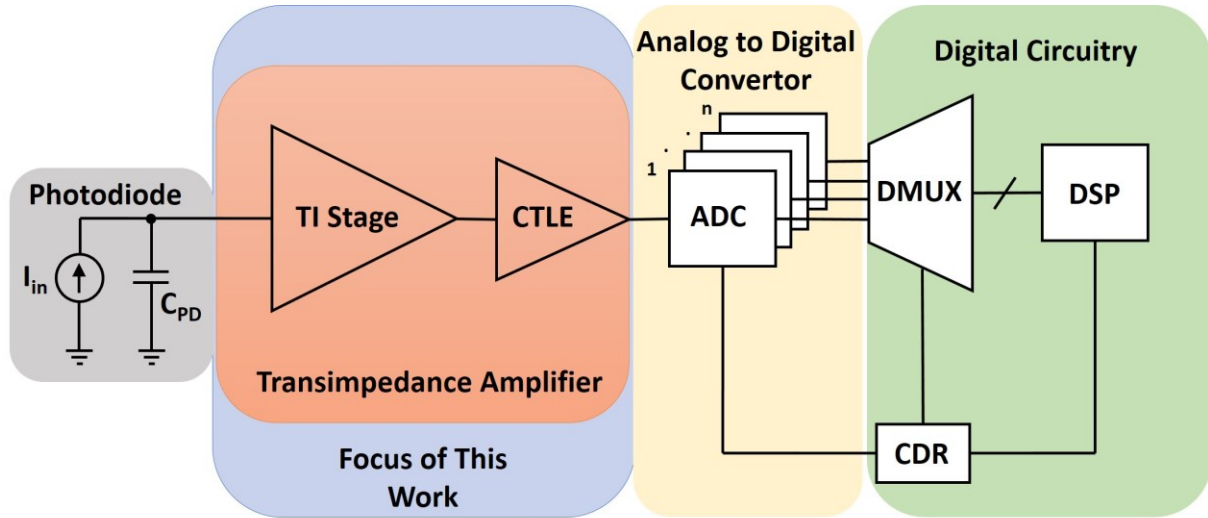 Photodiode
I_in
C_PD
TI Stage
CTLE
Transimpedance Amplifier
Focus of This
Work
Analog to Digital
Convertor
n
.
.
1
ADC
Digital Circuitry
DMUX
DSP
CDR